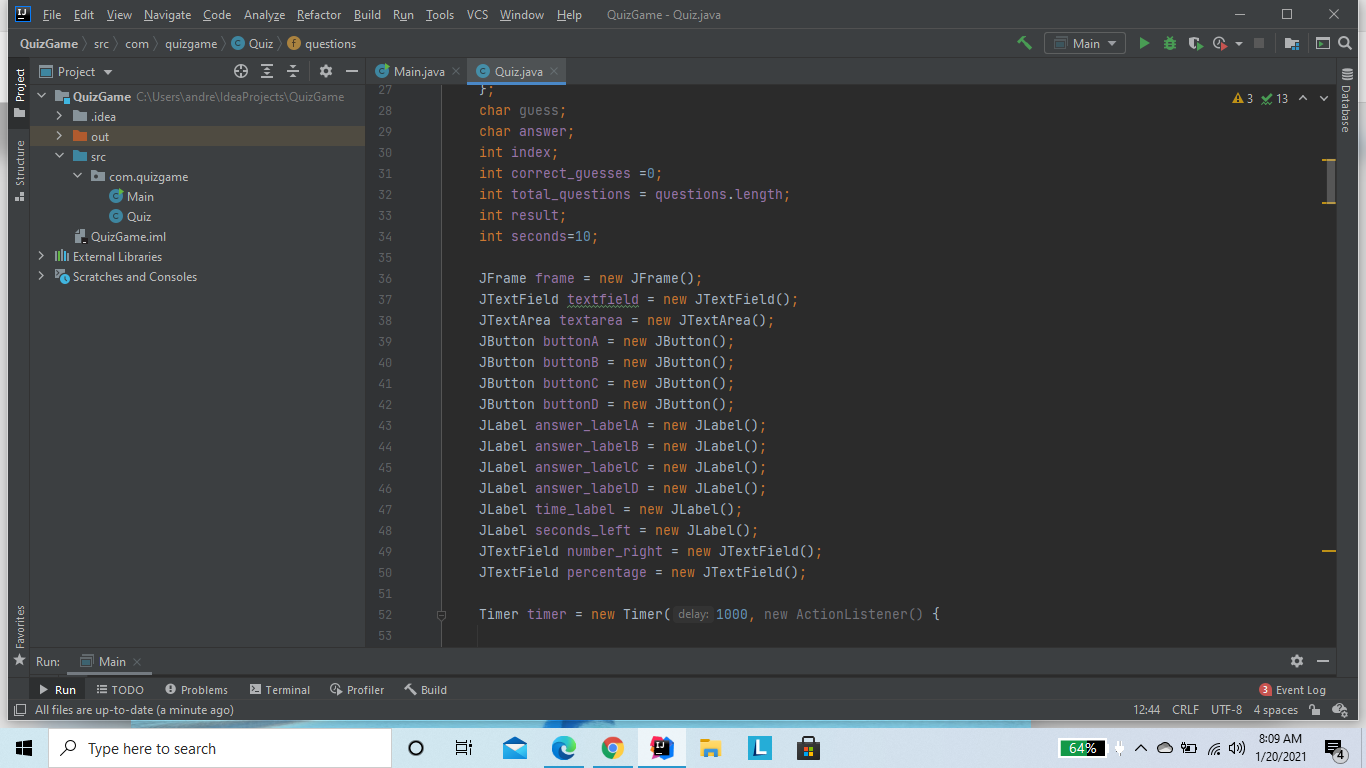 File Edit View Navigate Code Analyze Refactor Build Run Tools VCS Window Help QuizGame - Quiz.java
QuizGame src com quizgame Quiz questions Main
Project Main.java Quiz.java
QuizGame C:\Users\andre\IdeaProjects\QuizGame
.idea
out
src
com.quizgame
Main
Quiz
QuizGame.iml
External Libraries
Scratches and Consoles
Project
Structure
Favorites
Database
3 13
27 };
28 char guess;
29 char answer;
30 int index;
31 int correct_guesses =0;
32 int total_questions = questions.length;
33 int result;
34 int seconds=10;
35
36 JFrame frame = new JFrame();
37 JTextField textfield = new JTextField();
38 JTextArea textarea = new JTextArea();
39 JButton buttonA = new JButton();
40 JButton buttonB = new JButton();
41 JButton buttonC = new JButton();
42 JButton buttonD = new JButton();
43 JLabel answer_labelA = new JLabel();
44 JLabel answer_labelB = new JLabel();
45 JLabel answer_labelC = new JLabel();
46 JLabel answer_labelD = new JLabel();
47 JLabel time_label = new JLabel();
48 JLabel seconds_left = new JLabel();
49 JTextField number_right = new JTextField();
50 JTextField percentage = new JTextField();
51
52 Timer timer = new Timer( delay: 1000, new ActionListener() {
53
Run: Main
Run TODO Problems Terminal Profiler Build 3 Event Log
All files are up-to-date (a minute ago) 12:44 CRLF UTF-8 4 spaces
Type here to search L 64% 8:09 AM
1/20/2021 4